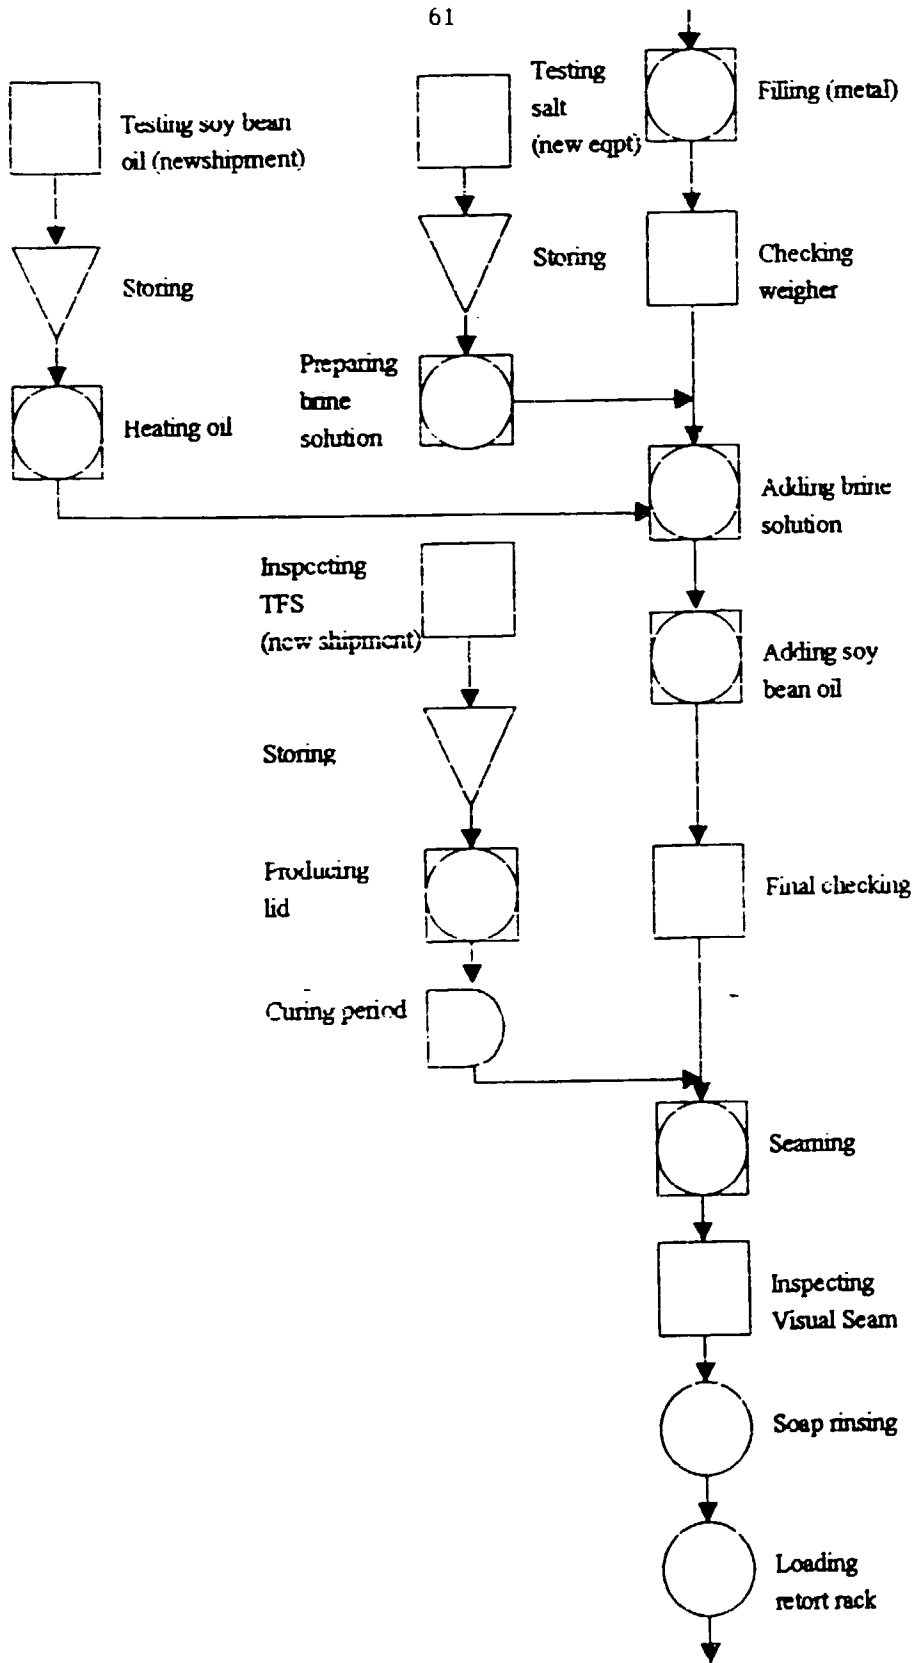 61
Testing soy bean
oil (newshipment)
Storing
Heating oil
Testing
salt
(new eqpt)
Storing
Preparing
brine
solution
Filling (metal)
Checking
weigher
Adding brine
solution
Adding soy
bean oil
Inspecting
TFS
(new shipment)
Storing
Producing
lid
Curing period
Final checking
Seaming
Inspecting
Visual Seam
Soap rinsing
Loading
retort rack